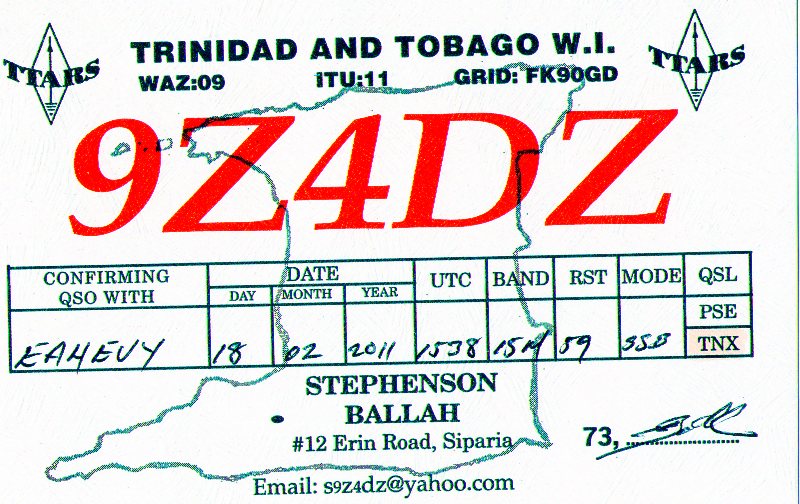 TTARS
TTARS
TRINIDAD AND TOBAGO W.I.
WAZ:09 ITU:11 GRID: FK90GD
9Z4DZ
CONFIRMING QSO WITH
DATE
DAY MONTH YEAR
UTC BAND RST MODE QSL
PSE
EA4EVY 18 02 2011 1538 15M 59 SSB TNX
STEPHENSON
BALLAH
#12 Erin Road, Siparia
73,
Email: s9z4dz@yahoo.com